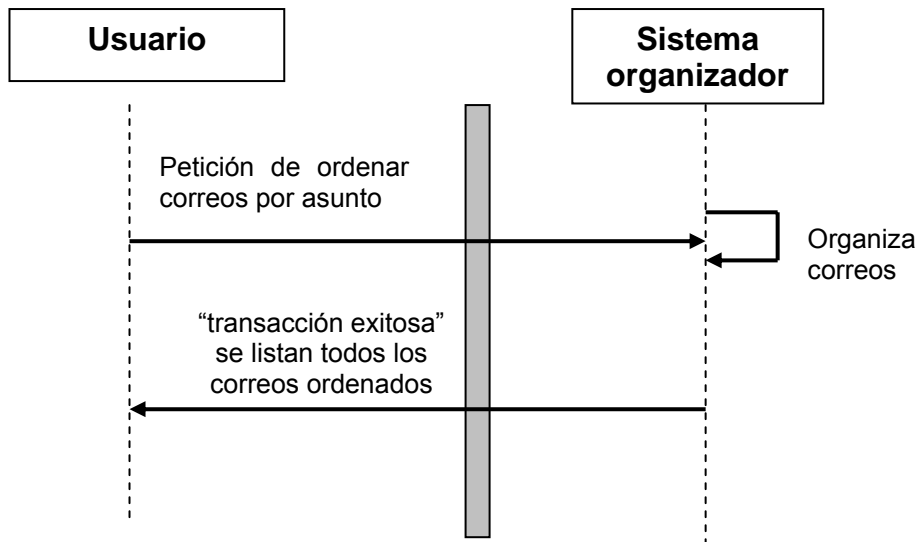 Usuario
Sistema
organizador
Petición de ordenar
correos por asunto
Organiza
correos
“transacción exitosa”
se listan todos los
correos ordenados